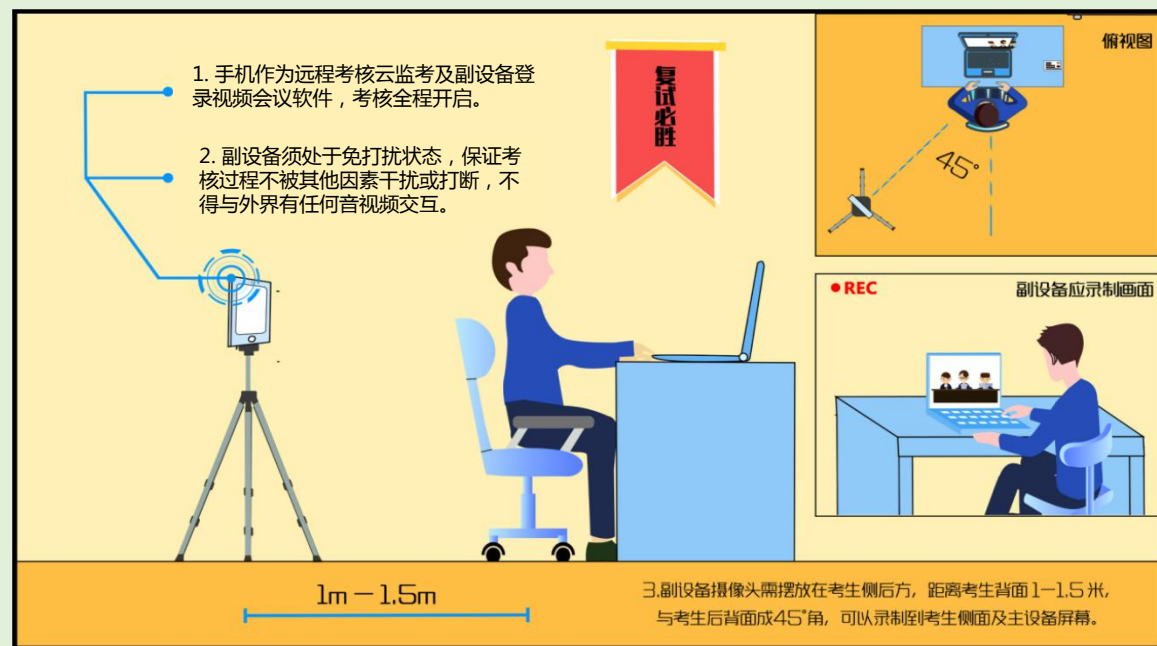 1. 手机作为远程考核云监考及副设备登
录视频会议软件，考核全程开启。
2. 副设备须处于免打扰状态，保证考
核过程不被其他因素干扰或打断，不
得与外界有任何音视频交互。
复试必胜
俯视图
45°
REC
副设备应录制画面
1m－1.5m
3.副设备摄像头需摆放在考生侧后方，距离考生背面1－1.5米，
与考生后背面成45°角，可以录制到考生侧面及主设备屏幕。